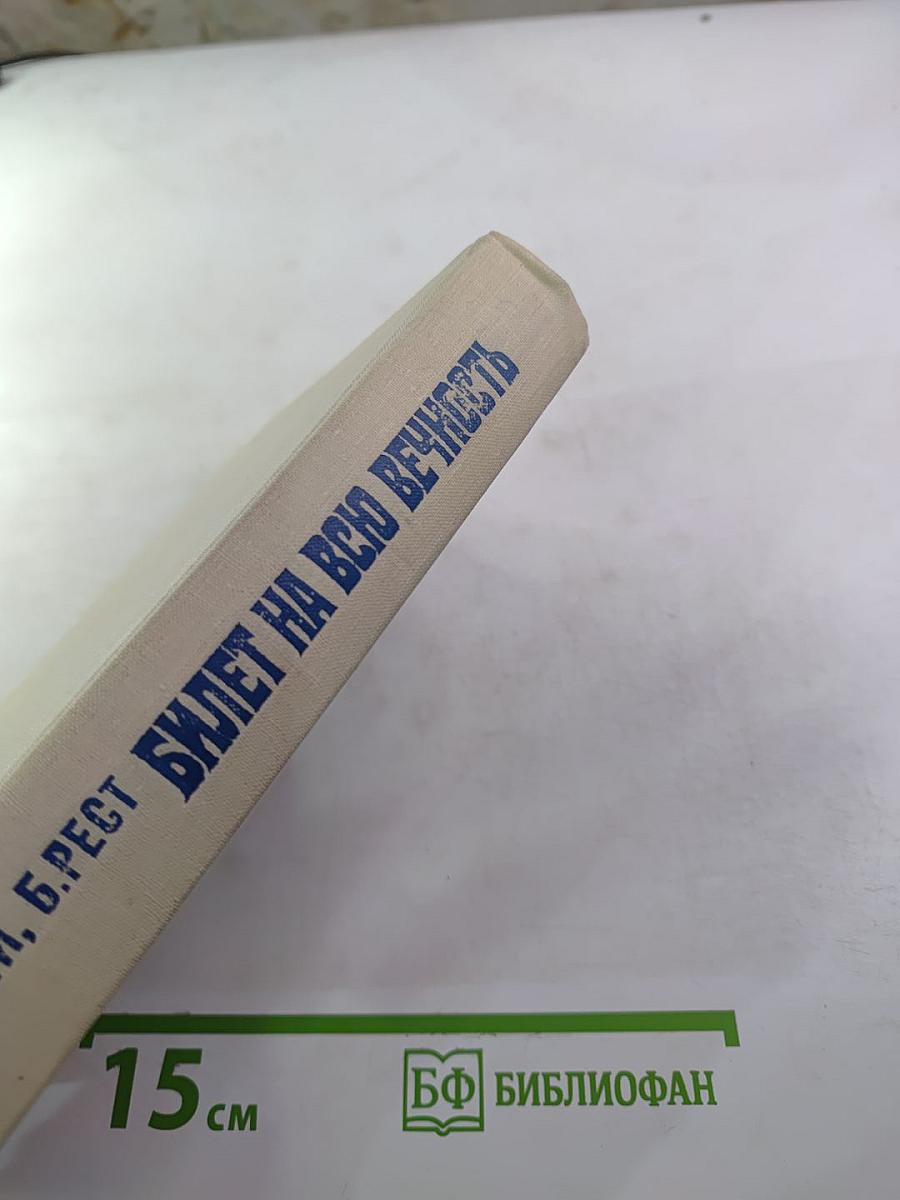 И, Б.РЕСТ БИЛЕТ НА ВСЮ ВЕЧНОСТЬ
15 см
БФ БИБЛИОФАН